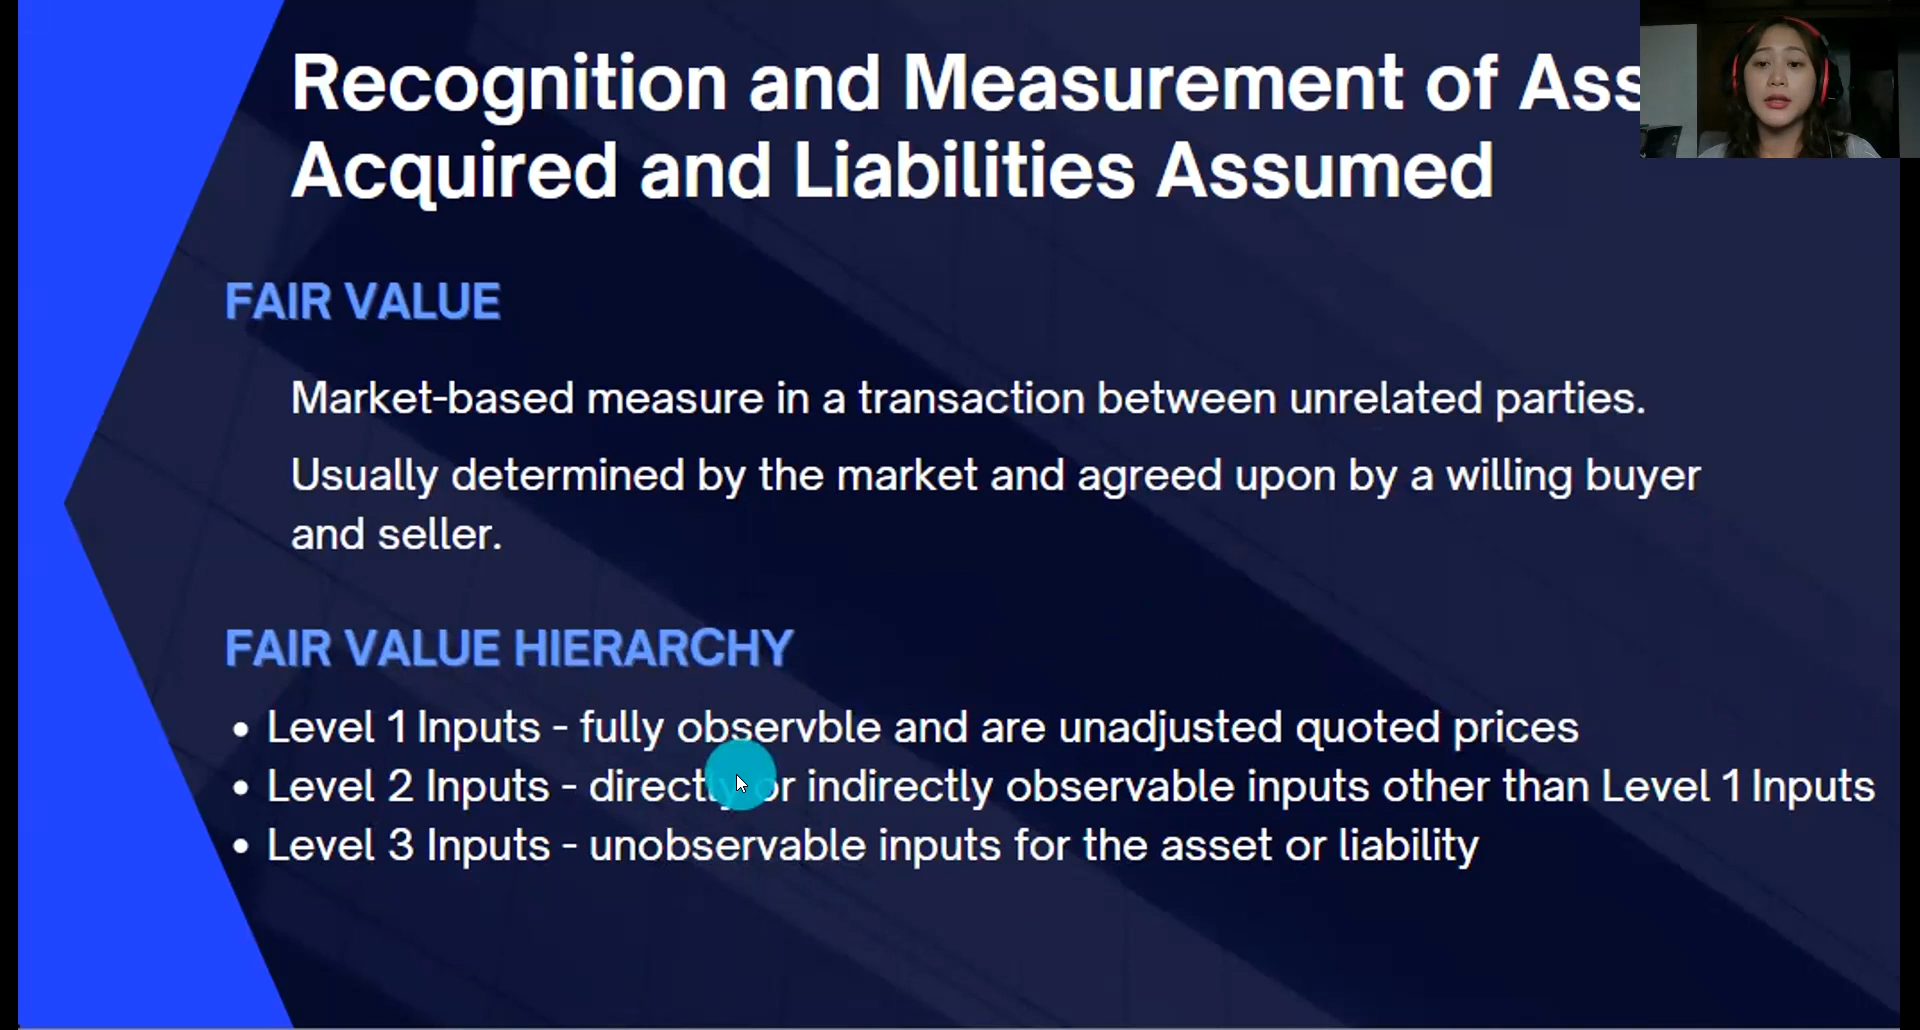 Recognition and Measurement of Ass
Acquired and Liabilities Assumed
FAIR VALUE
Market-based measure in a transaction between unrelated parties.
Usually determined by the market and agreed upon by a willing buyer
and seller.
FAIR VALUE HIERARCHY
• Level 1 Inputs - fully observble and are unadjusted quoted prices
• Level 2 Inputs - directly or indirectly observable inputs other than Level 1 Inputs
• Level 3 Inputs - unobservable inputs for the asset or liability